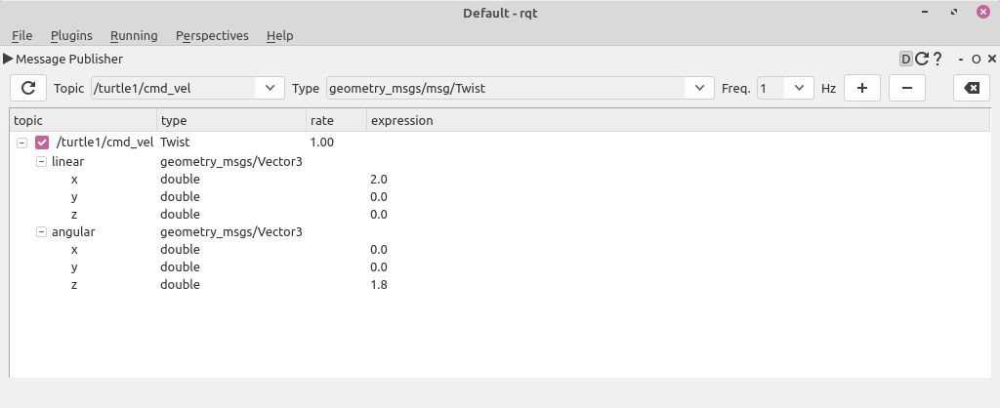 Default - rqt
File Plugins Running Perspectives Help
Message Publisher D ? - O
Topic /turtle1/cmd_vel Type geometry_msgs/msg/Twist Freq. 1 Hz + -
topic type rate expression
/turtle1/cmd_vel Twist 1.00
linear geometry_msgs/Vector3
x double 2.0
y double 0.0
z double 0.0
angular geometry_msgs/Vector3
x double 0.0
y double 0.0
z double 1.8